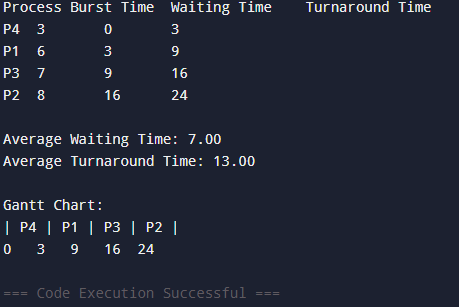 Process Burst Time  Waiting Time    Turnaround Time
P4  3       0       3
P1  6       3       9
P3  7       9       16
P2  8       16      24
Average Waiting Time: 7.00
Average Turnaround Time: 13.00
Gantt Chart:
| P4 | P1 | P3 | P2 |
0   3   9   16  24
=== Code Execution Successful ===